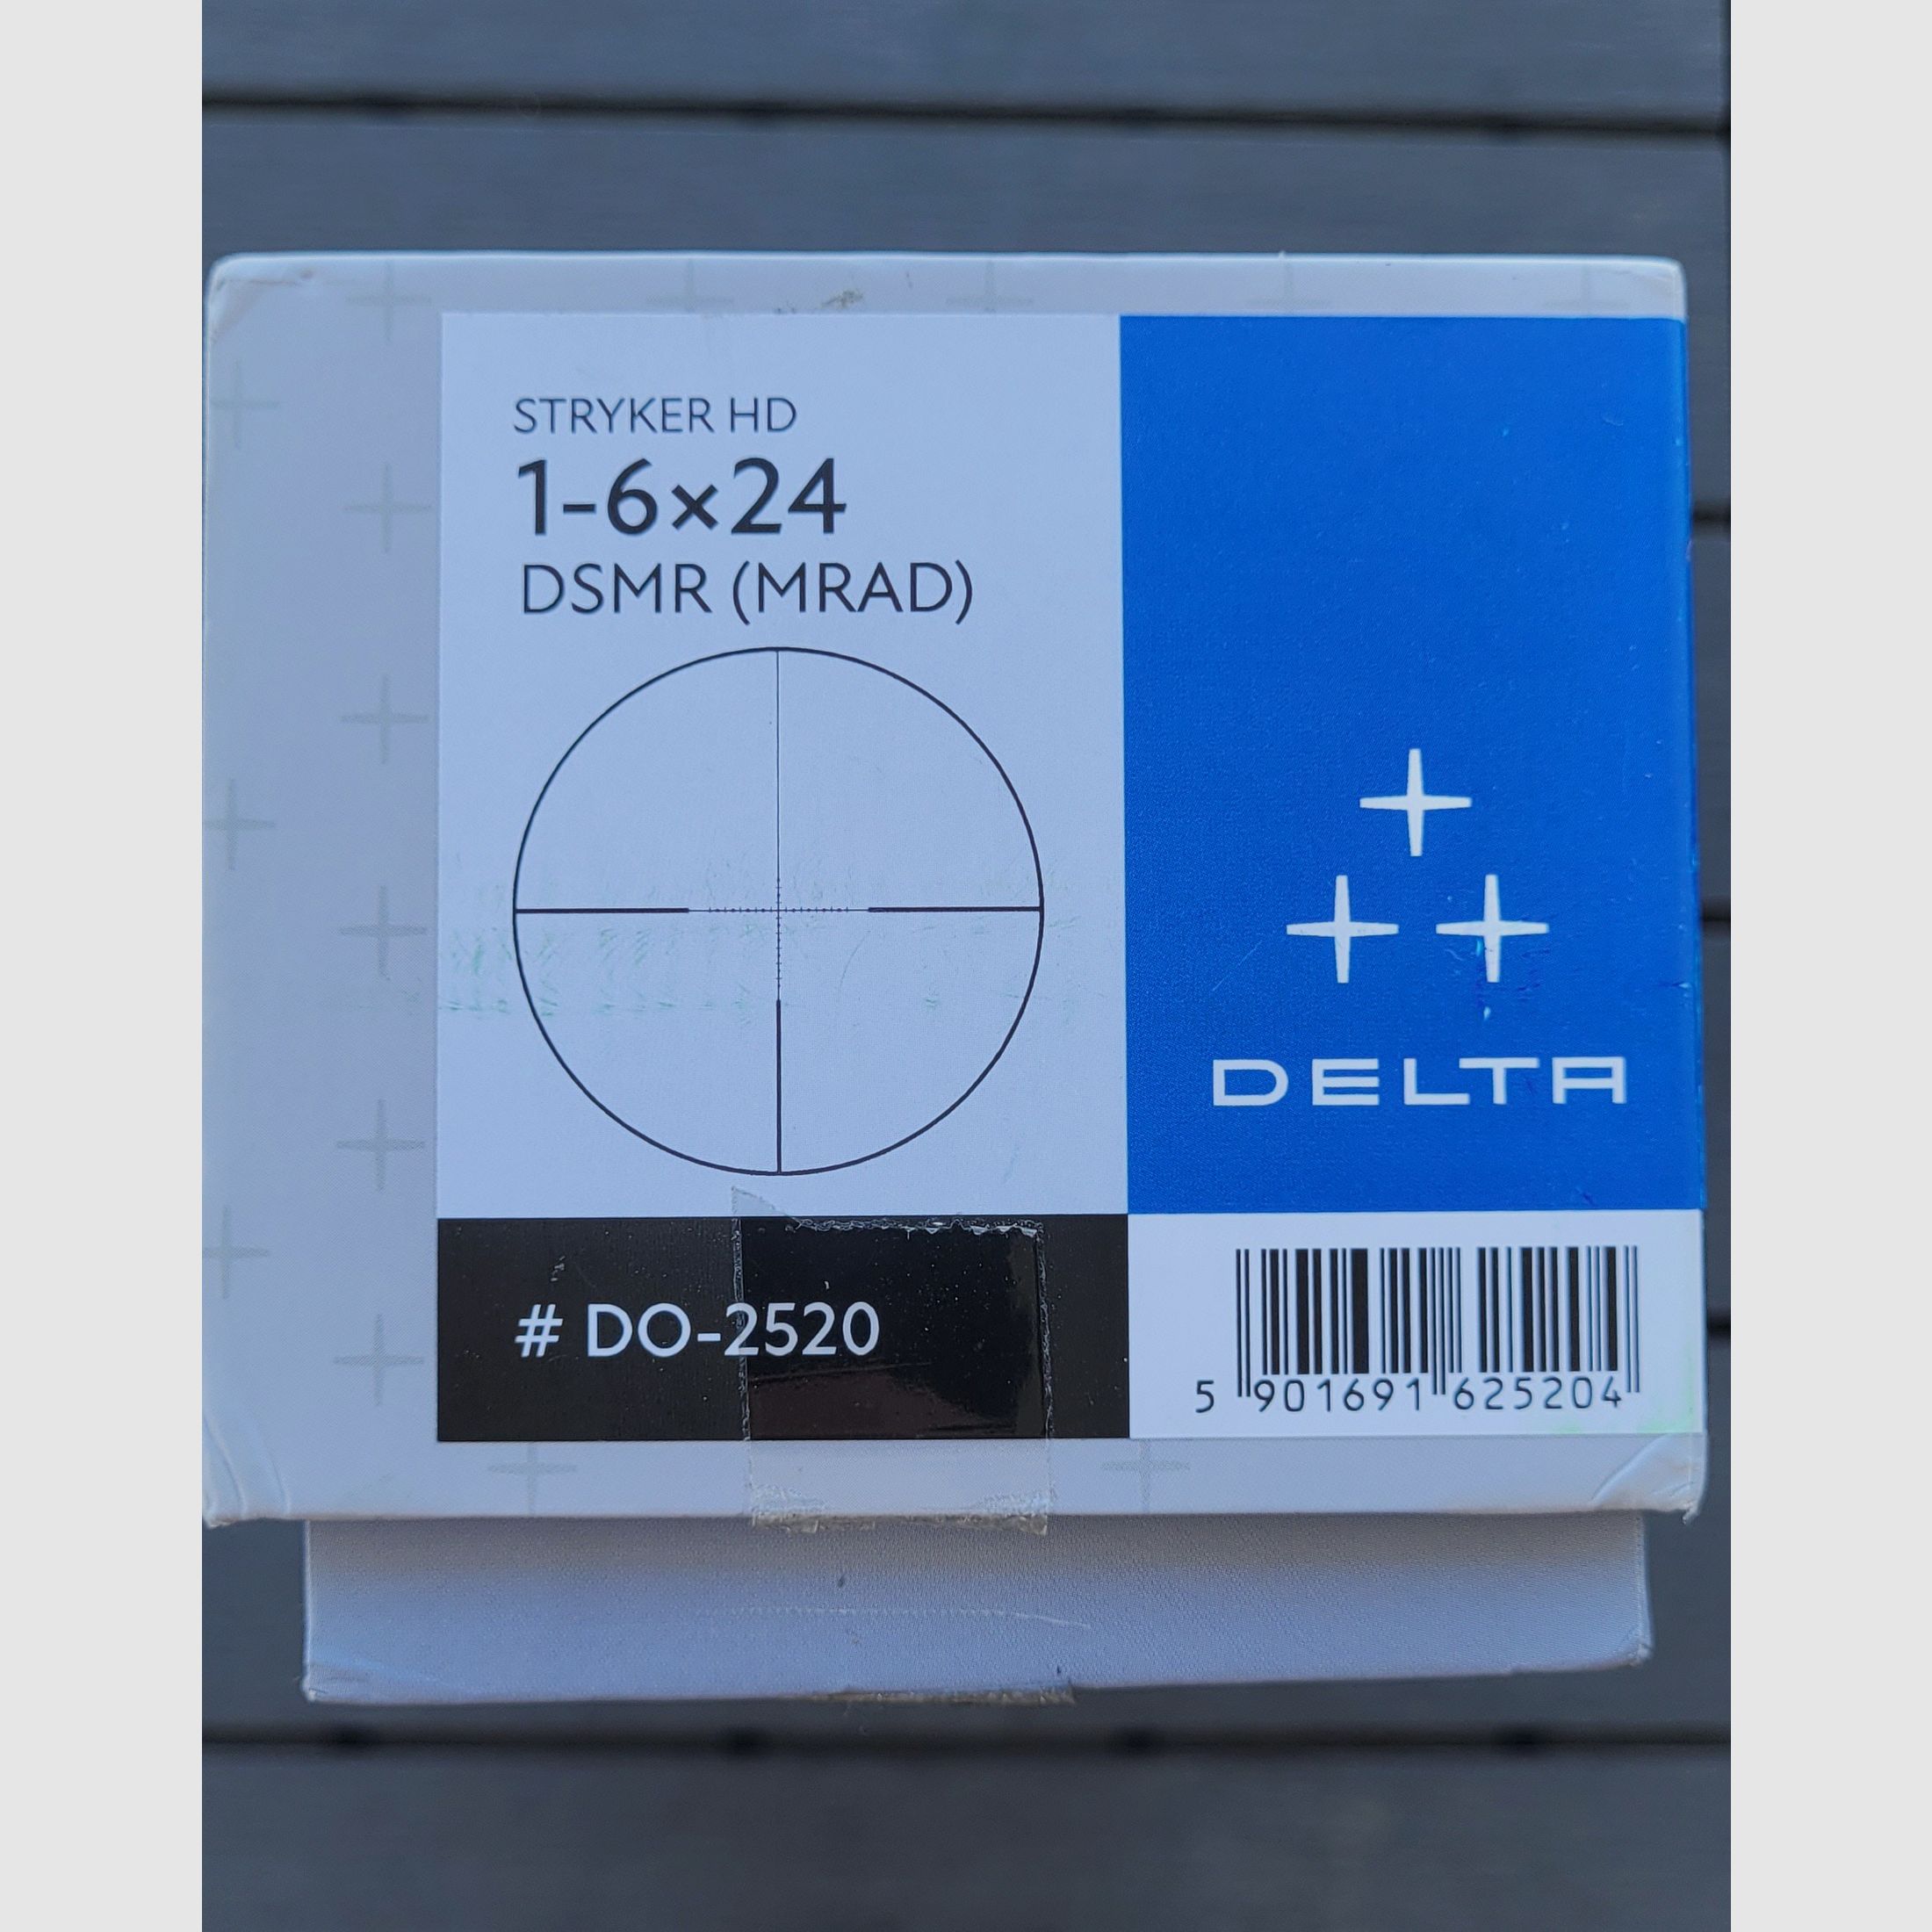 STRYKER HD
1-6×24
DSMR (MRAD)
DELTA
# DO-2520
5 901691 625204